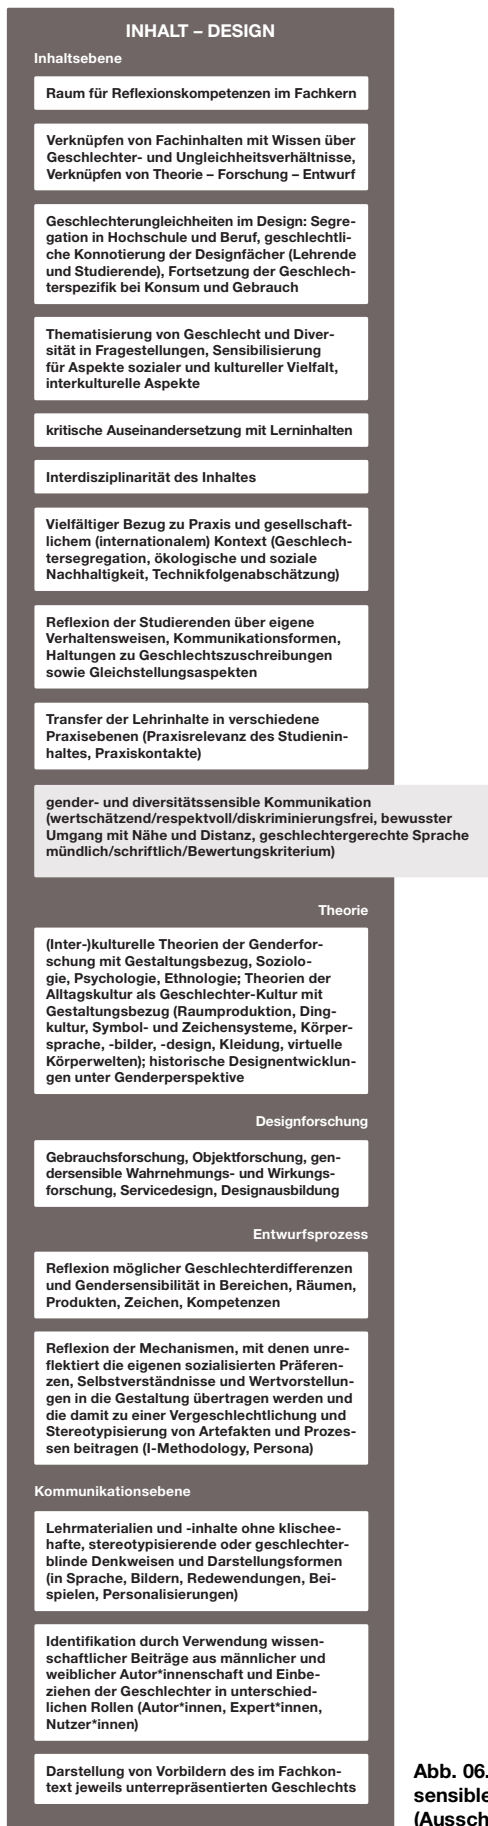 INHALT – DESIGN
Inhaltsebene
Raum für Reflexionskompetenzen im Fachkern
Verknüpfen von Fachinhalten mit Wissen über
Geschlechter- und Ungleichheitsverhältnisse,
Verknüpfen von Theorie – Forschung – Entwurf
Geschlechterungleichheiten im Design: Segre-
gation in Hochschule und Beruf, geschlechtli-
che Konnotierung der Designfächer (Lehrende
und Studierende), Fortsetzung der Geschlech-
terspezifik bei Konsum und Gebrauch
Thematisierung von Geschlecht und Diver-
sität in Fragestellungen, Sensibilisierung
für Aspekte sozialer und kultureller Vielfalt,
interkulturelle Aspekte
kritische Auseinandersetzung mit Lerninhalten
Interdisziplinarität des Inhaltes
Vielfältiger Bezug zu Praxis und gesellschaft-
lichem (internationalem) Kontext (Geschlech-
tersegregation, ökologische und soziale
Nachhaltigkeit, Technikfolgenabschätzung)
Reflexion der Studierenden über eigene
Verhaltensweisen, Kommunikationsformen,
Haltungen zu Geschlechtszuschreibungen
sowie Gleichstellungsaspekten
Transfer der Lehrinhalte in verschiedene
Praxisebenen (Praxisrelevanz des Studienin-
haltes, Praxiskontakte)
gender- und diversitätssensible Kommunikation
(wertschätzend/respektvoll/diskriminierungsfrei, bewusster
Umgang mit Nähe und Distanz, geschlechtergerechte Sprache
mündlich/schriftlich/Bewertungskriterium)
Theorie
(Inter-)kulturelle Theorien der Genderfor-
schung mit Gestaltungsbezug, Soziolo-
gie, Psychologie, Ethnologie; Theorien der
Alltagskultur als Geschlechter-Kultur mit
Gestaltungsbezug (Raumproduktion, Ding-
kultur, Symbol- und Zeichensysteme, Körper-
sprache, -bilder, -design, Kleidung, virtuelle
Körperwelten); historische Designentwicklun-
gen unter Genderperspektive
Designforschung
Gebrauchsforschung, Objektforschung, gen-
dersensible Wahrnehmungs- und Wirkungs-
forschung, Servicedesign, Designausbildung
Entwurfsprozess
Reflexion möglicher Geschlechterdifferenzen
und Gendersensibilität in Bereichen, Räumen,
Produkten, Zeichen, Kompetenzen
Reflexion der Mechanismen, mit denen unre-
flektiert die eigenen sozialisierten Präferen-
zen, Selbstverständnisse und Wertvorstellun-
gen in die Gestaltung übertragen werden und
die damit zu einer Vergeschlechtlichung und
Stereotypisierung von Artefakten und Prozes-
sen beitragen (I-Methodology, Persona)
Kommunikationsebene
Lehrmaterialien und -inhalte ohne klischee-
hafte, stereotypisierende oder geschlechter-
blinde Denkweisen und Darstellungsformen
(in Sprache, Bildern, Redewendungen, Bei-
spielen, Personalisierungen)
Identifikation durch Verwendung wissen-
schaftlicher Beiträge aus männlicher und
weiblicher Autor*innenschaft und Einbe-
ziehen der Geschlechter in unterschied-
lichen Rollen (Autor*innen, Expert*innen,
Nutzer*innen)
Darstellung von Vorbildern des im Fachkon-
text jeweils unterrepräsentierten Geschlechts
Abb. 06.
sensible
(Aussch